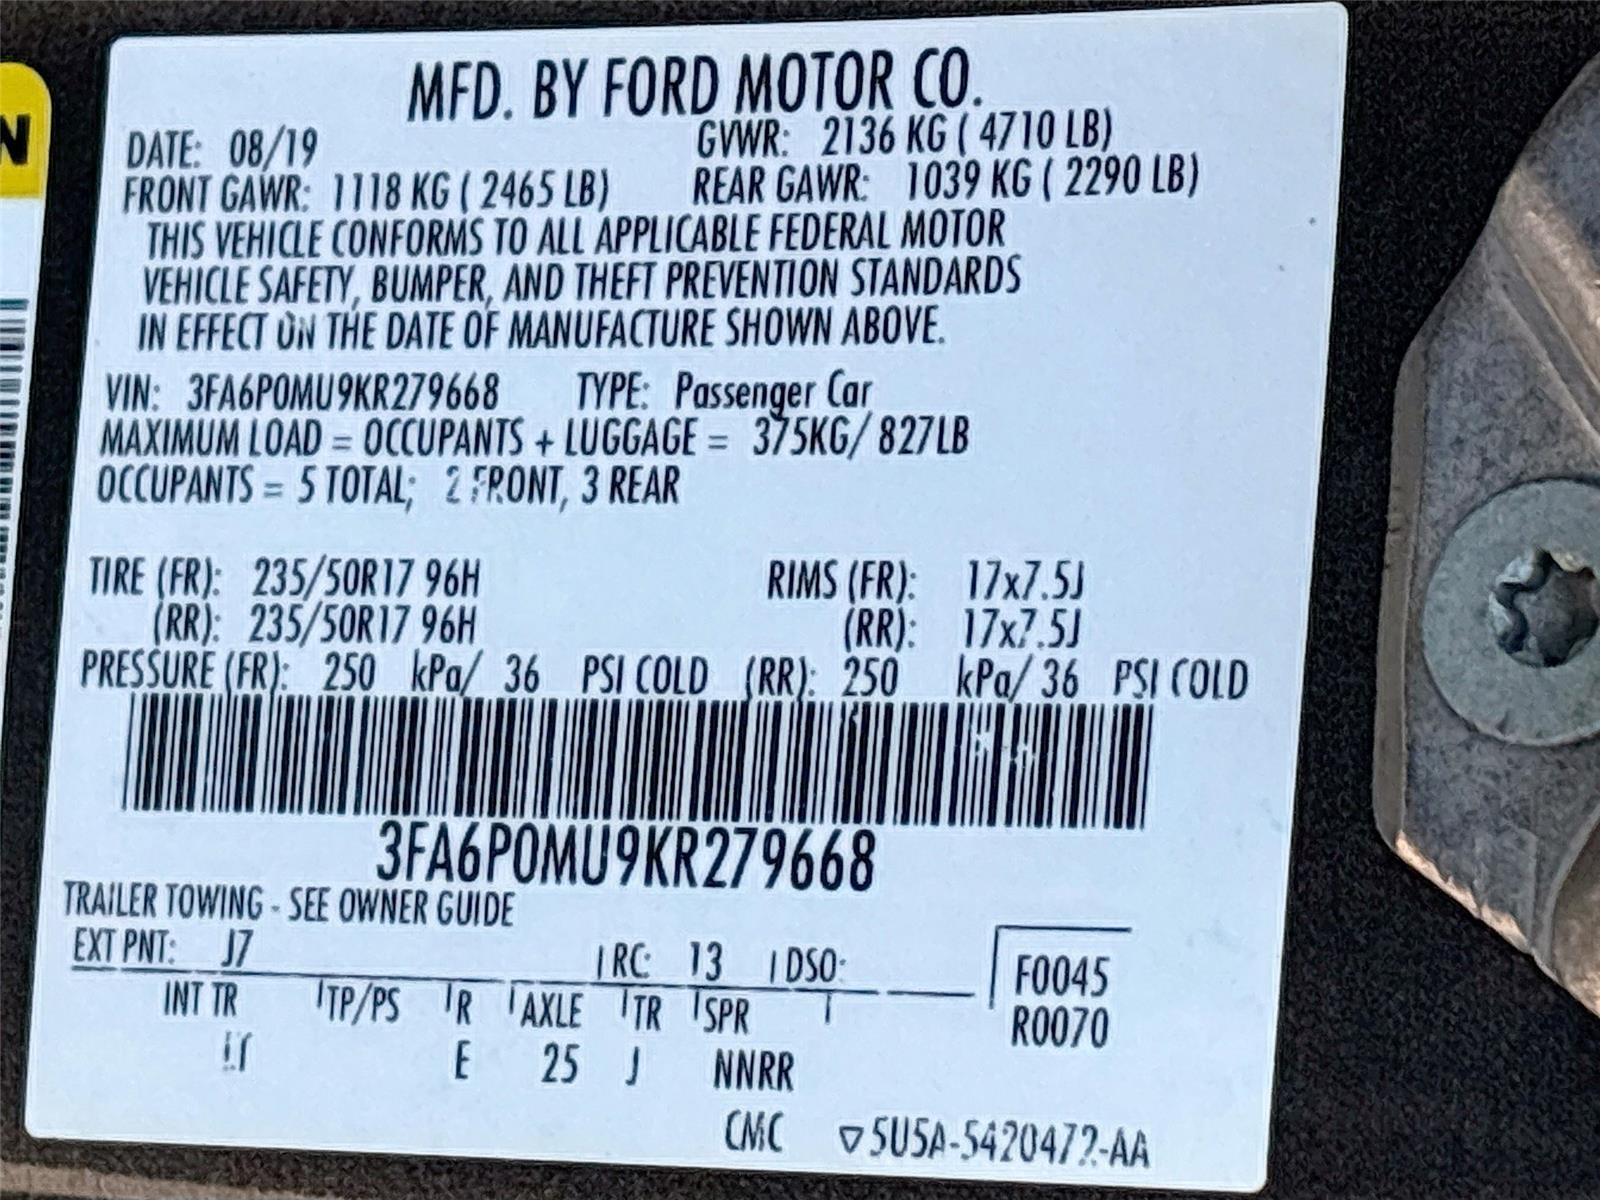 MFD. BY FORD MOTOR CO.
DATE: 08/19 GVWR: 2136 KG ( 4710 LB)
FRONT GAWR: 1118 KG ( 2465 LB) REAR GAWR: 1039 KG ( 2290 LB)
THIS VEHICLE CONFORMS TO ALL APPLICABLE FEDERAL MOTOR
VEHICLE SAFETY, BUMPER, AND THEFT PREVENTION STANDARDS
IN EFFECT ON THE DATE OF MANUFACTURE SHOWN ABOVE.
VIN: 3FA6P0MU9KR279668 TYPE: Passenger Car
MAXIMUM LOAD = OCCUPANTS + LUGGAGE = 375KG/ 827LB
OCCUPANTS = 5 TOTAL; 2 FRONT, 3 REAR
TIRE (FR): 235/50R17 96H RIMS (FR): 17x7.5J
(RR): 235/50R17 96H (RR): 17x7.5J
PRESSURE (FR): 250 kPa/ 36 PSI COLD (RR): 250 kPa/ 36 PSI COLD
3FA6P0MU9KR279668
TRAILER TOWING - SEE OWNER GUIDE
EXT PNT: J7 RC: 13 DSO:
F0045
INT TR TP/PS R AXLE TR SPR
R0070
E 25 J NNRR
CMC ▽5U5A-5420472-AA
N